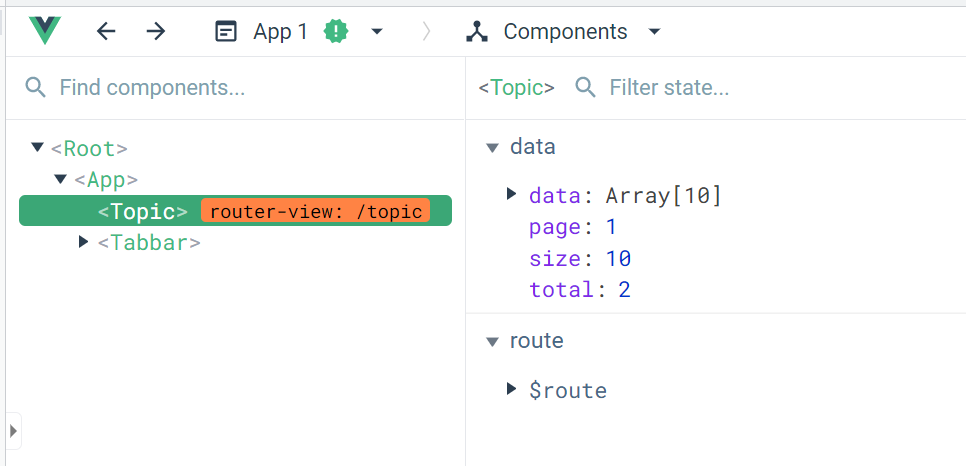 App 1 Components
Find components...
<Topic> Filter state...
<Root>
<App>
<Topic> router-view: /topic
<Tabbar>
data
data: Array[10]
page: 1
size: 10
total: 2
route
$route